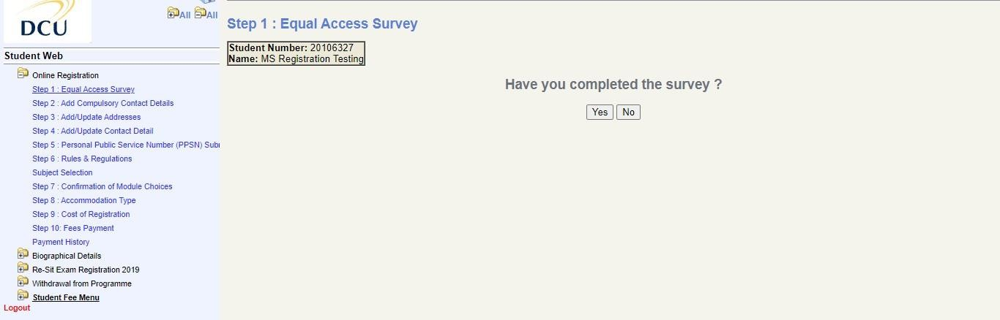 DCU
All All
Student Web
Online Registration
Step 1 : Equal Access Survey
Step 2 : Add Compulsory Contact Details
Step 3 : Add/Update Addresses
Step 4 : Add/Update Contact Detail
Step 5 : Personal Public Service Number (PPSN) Sub
Step 6 : Rules & Regulations
Subject Selection
Step 7 : Confirmation of Module Choices
Step 8 : Accommodation Type
Step 9 : Cost of Registration
Step 10: Fees Payment
Payment History
Biographical Details
Re-Sit Exam Registration 2019
Withdrawal from Programme
Student Fee Menu
Logout
Step 1 : Equal Access Survey
Student Number: 20106327
Name: MS Registration Testing
Have you completed the survey ?
Yes No